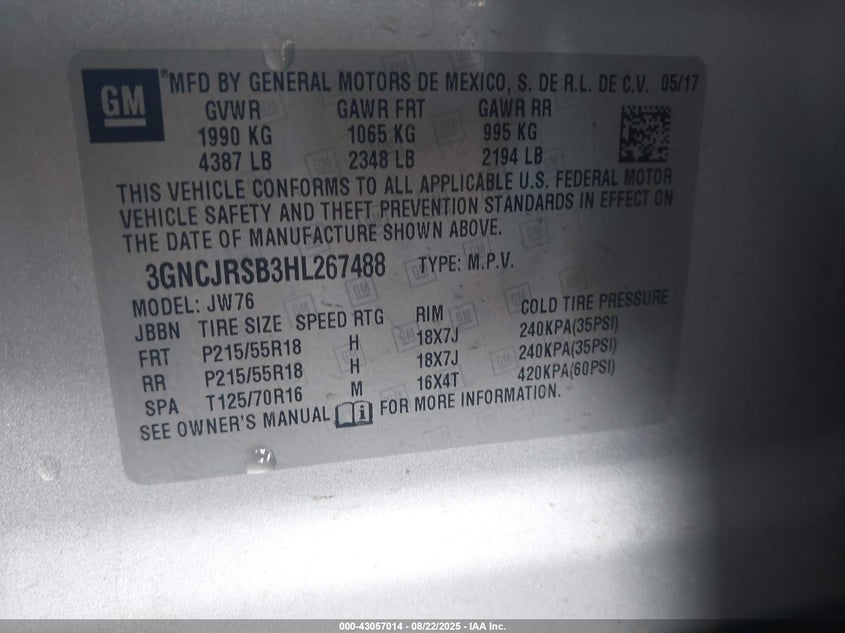 GM
® MFD BY GENERAL MOTORS DE MEXICO, S. DE R.L. DE C.V. 05/17
GVWR GAWR FRT GAWR RR
1990 KG 1065 KG 995 KG
4387 LB 2348 LB 2194 LB
THIS VEHICLE CONFORMS TO ALL APPLICABLE U.S. FEDERAL MOTOR
VEHICLE SAFETY AND THEFT PREVENTION STANDARDS IN EFFECT ON
THE DATE OF MANUFACTURE SHOWN ABOVE.
3GNCJRSB3HL267488 TYPE: M.P.V.
MODEL: JW76
JBBN TIRE SIZE SPEED RTG RIM COLD TIRE PRESSURE
FRT P215/55R18 H 18X7J 240KPA(35PSI)
RR P215/55R18 H 18X7J 240KPA(35PSI)
SPA T125/70R16 M 16X4T 420KPA(60PSI)
SEE OWNER'S MANUAL i FOR MORE INFORMATION.
000-43057014 - 08/22/2025 - IAA Inc.